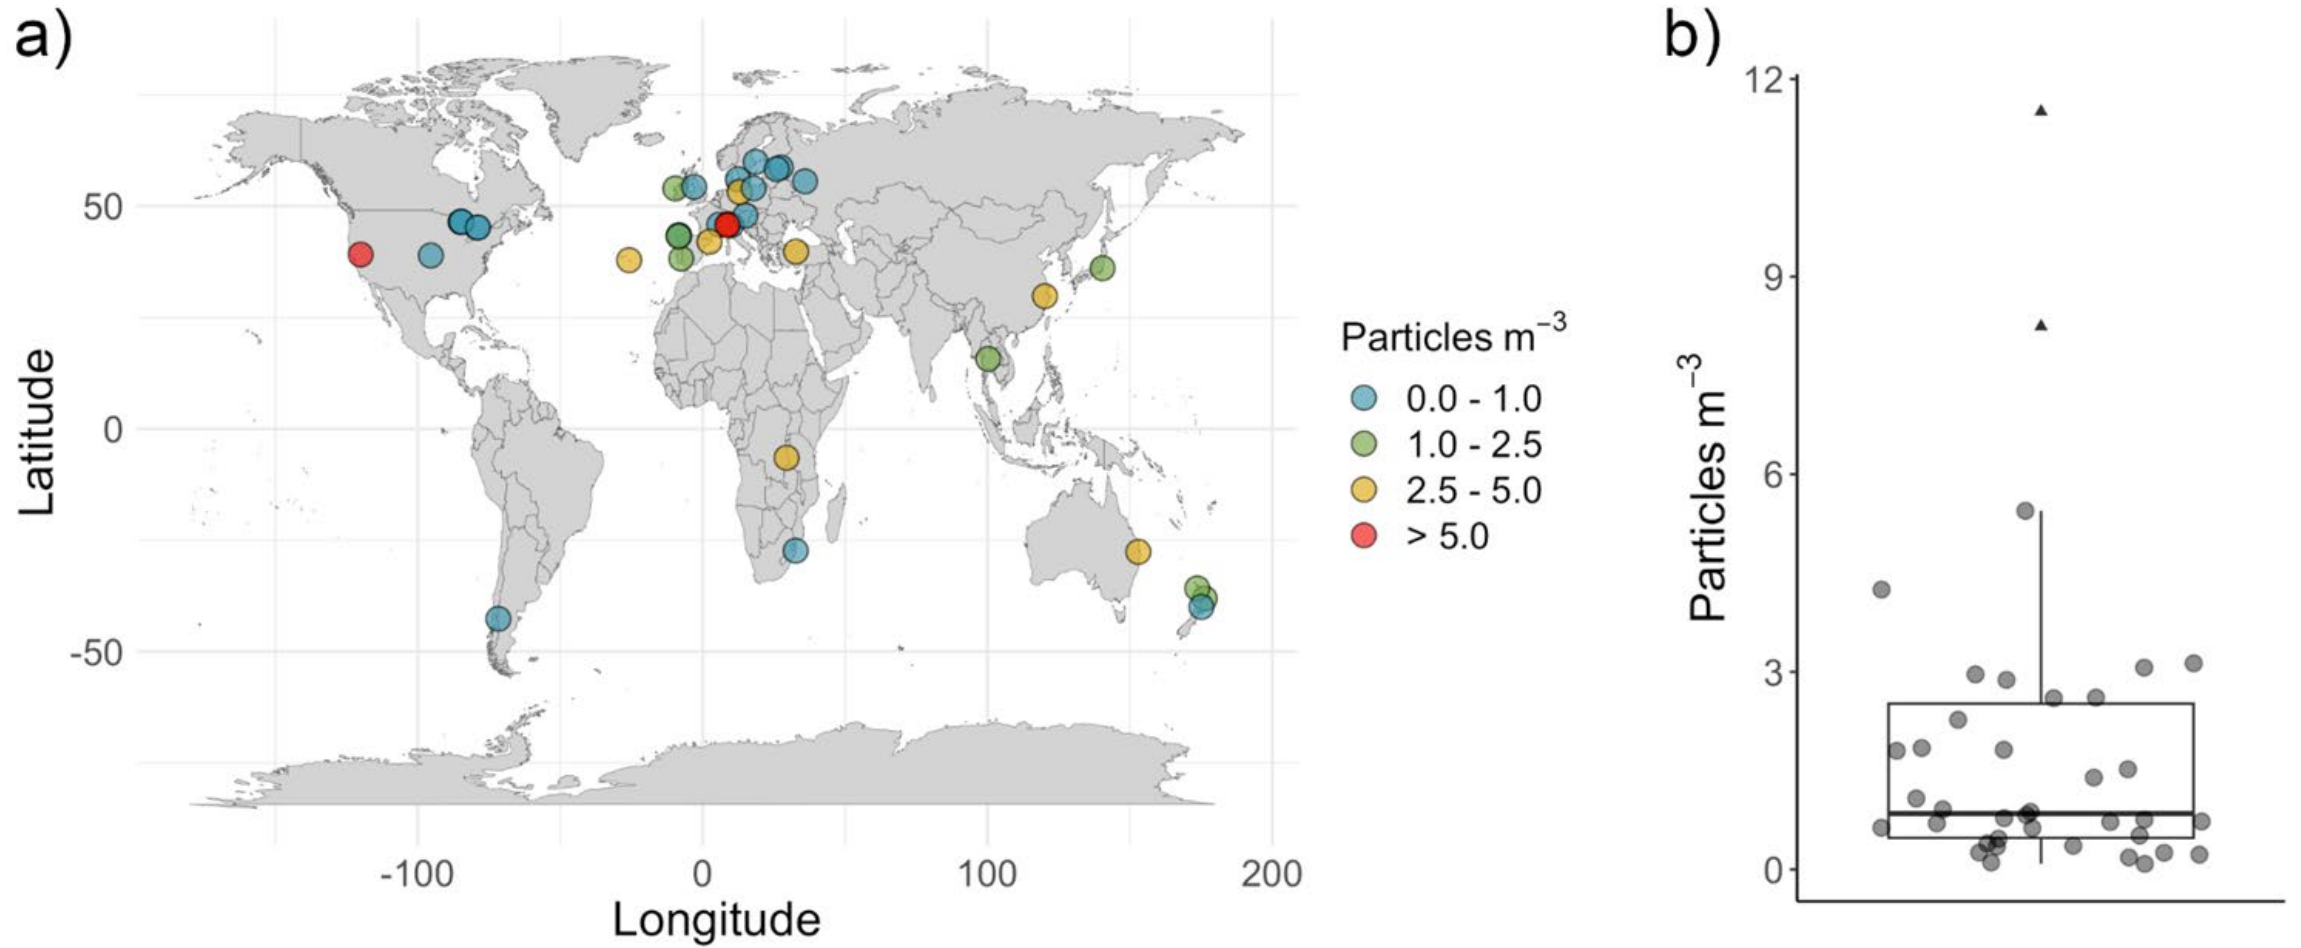 a)
50
0
-50
Latitude
-100
0
100
200
Longitude
Particles m⁻³
0.0 - 1.0
1.0 - 2.5
2.5 - 5.0
> 5.0
b)
12
9
6
3
0
Particles m⁻³